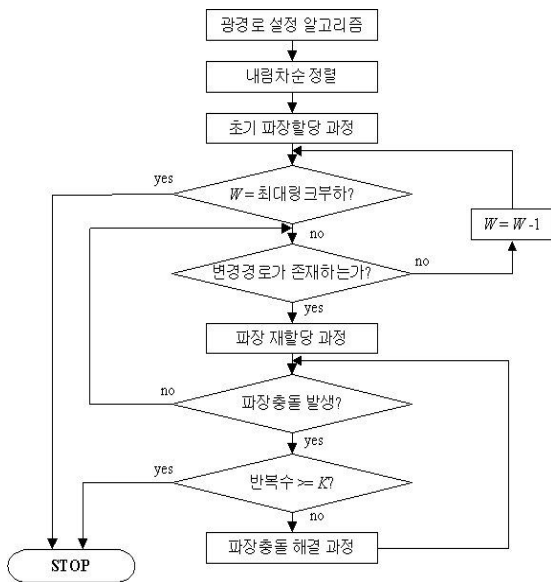 광경로 설정 알고리즘
내림차순 정렬
초기 파장할당 과정
yes
W = 최대링크부하?
W = W -1
no
변경경로가 존재하는가?
no
yes
파장 재할당 과정
no
파장충돌 발생?
yes
yes
반복수 >= K?
no
파장충돌 해결 과정
STOP